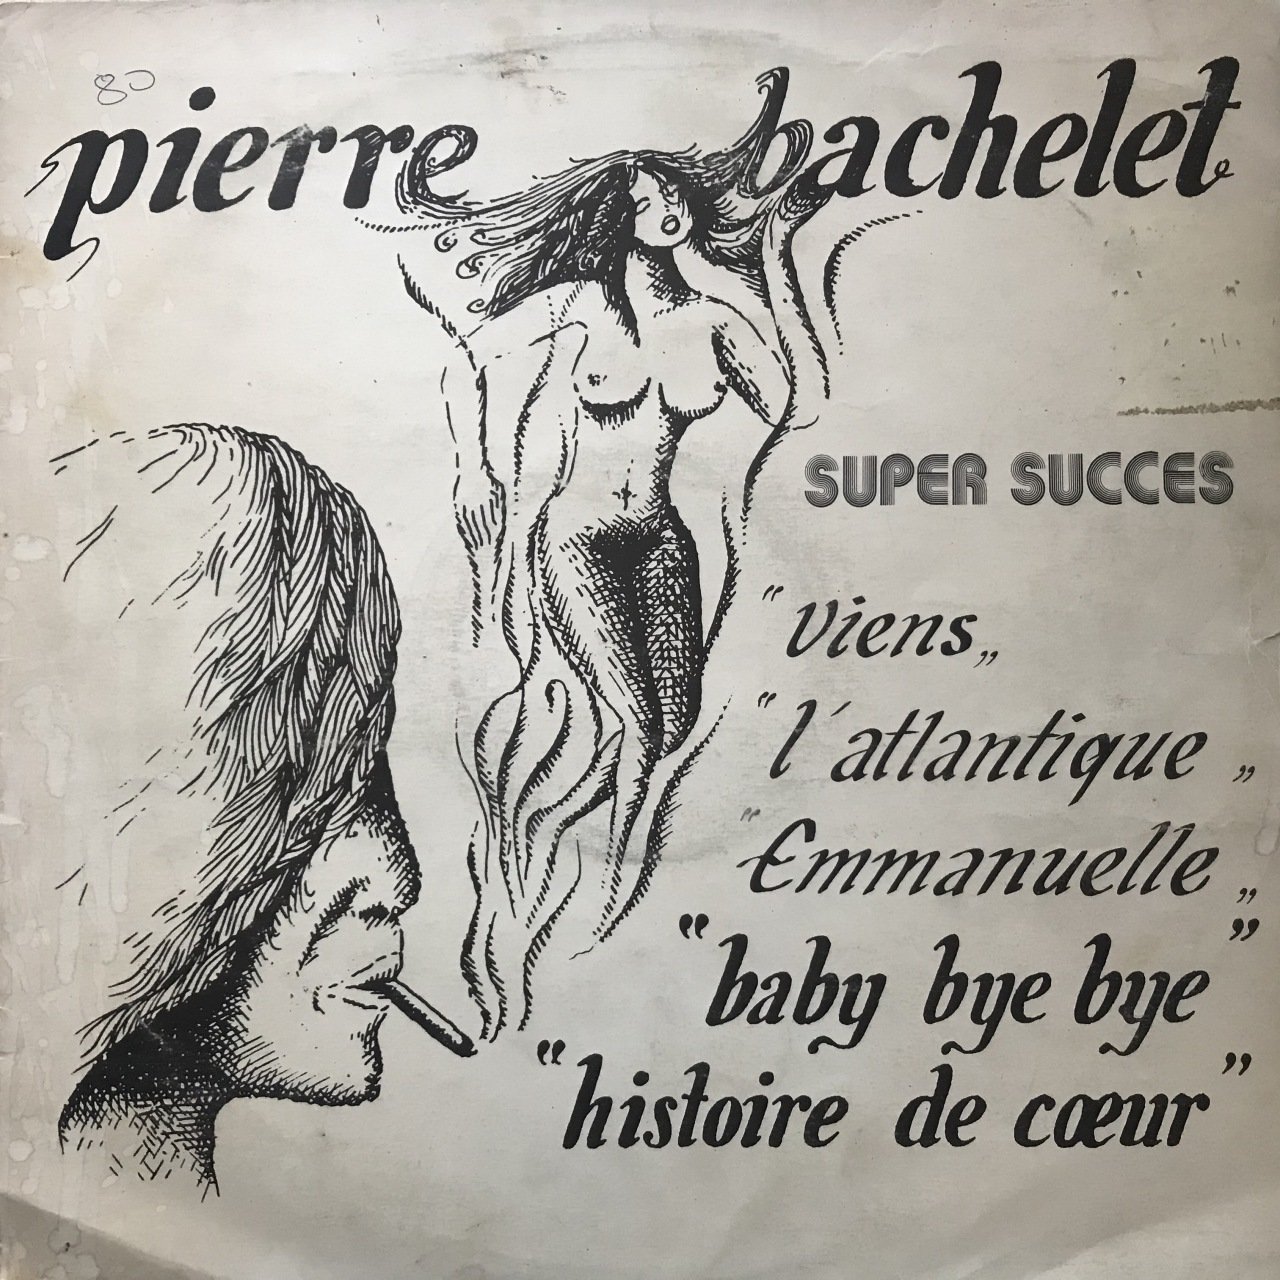 80
pierre bachelet
SUPER SUCCES
"viens„
"l'atlantique„
"Emmanuelle„
"baby bye bye"
"histoire de cœur"